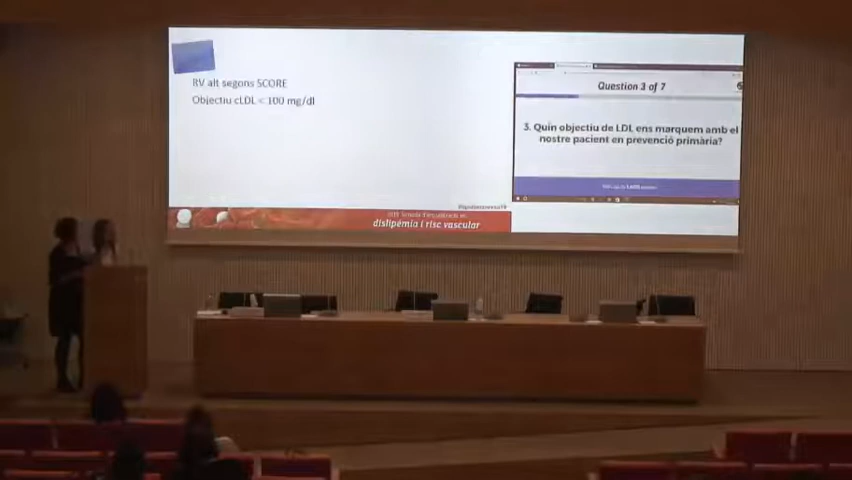 RV alt segons SCORE
Objectiu cLDL < 100 mg/dl
Question 3 of 7
3. Quin objectiu de LDL ens marquem amb el
nostre pacient en prevenció primària?
dislipèmia i risc vascular